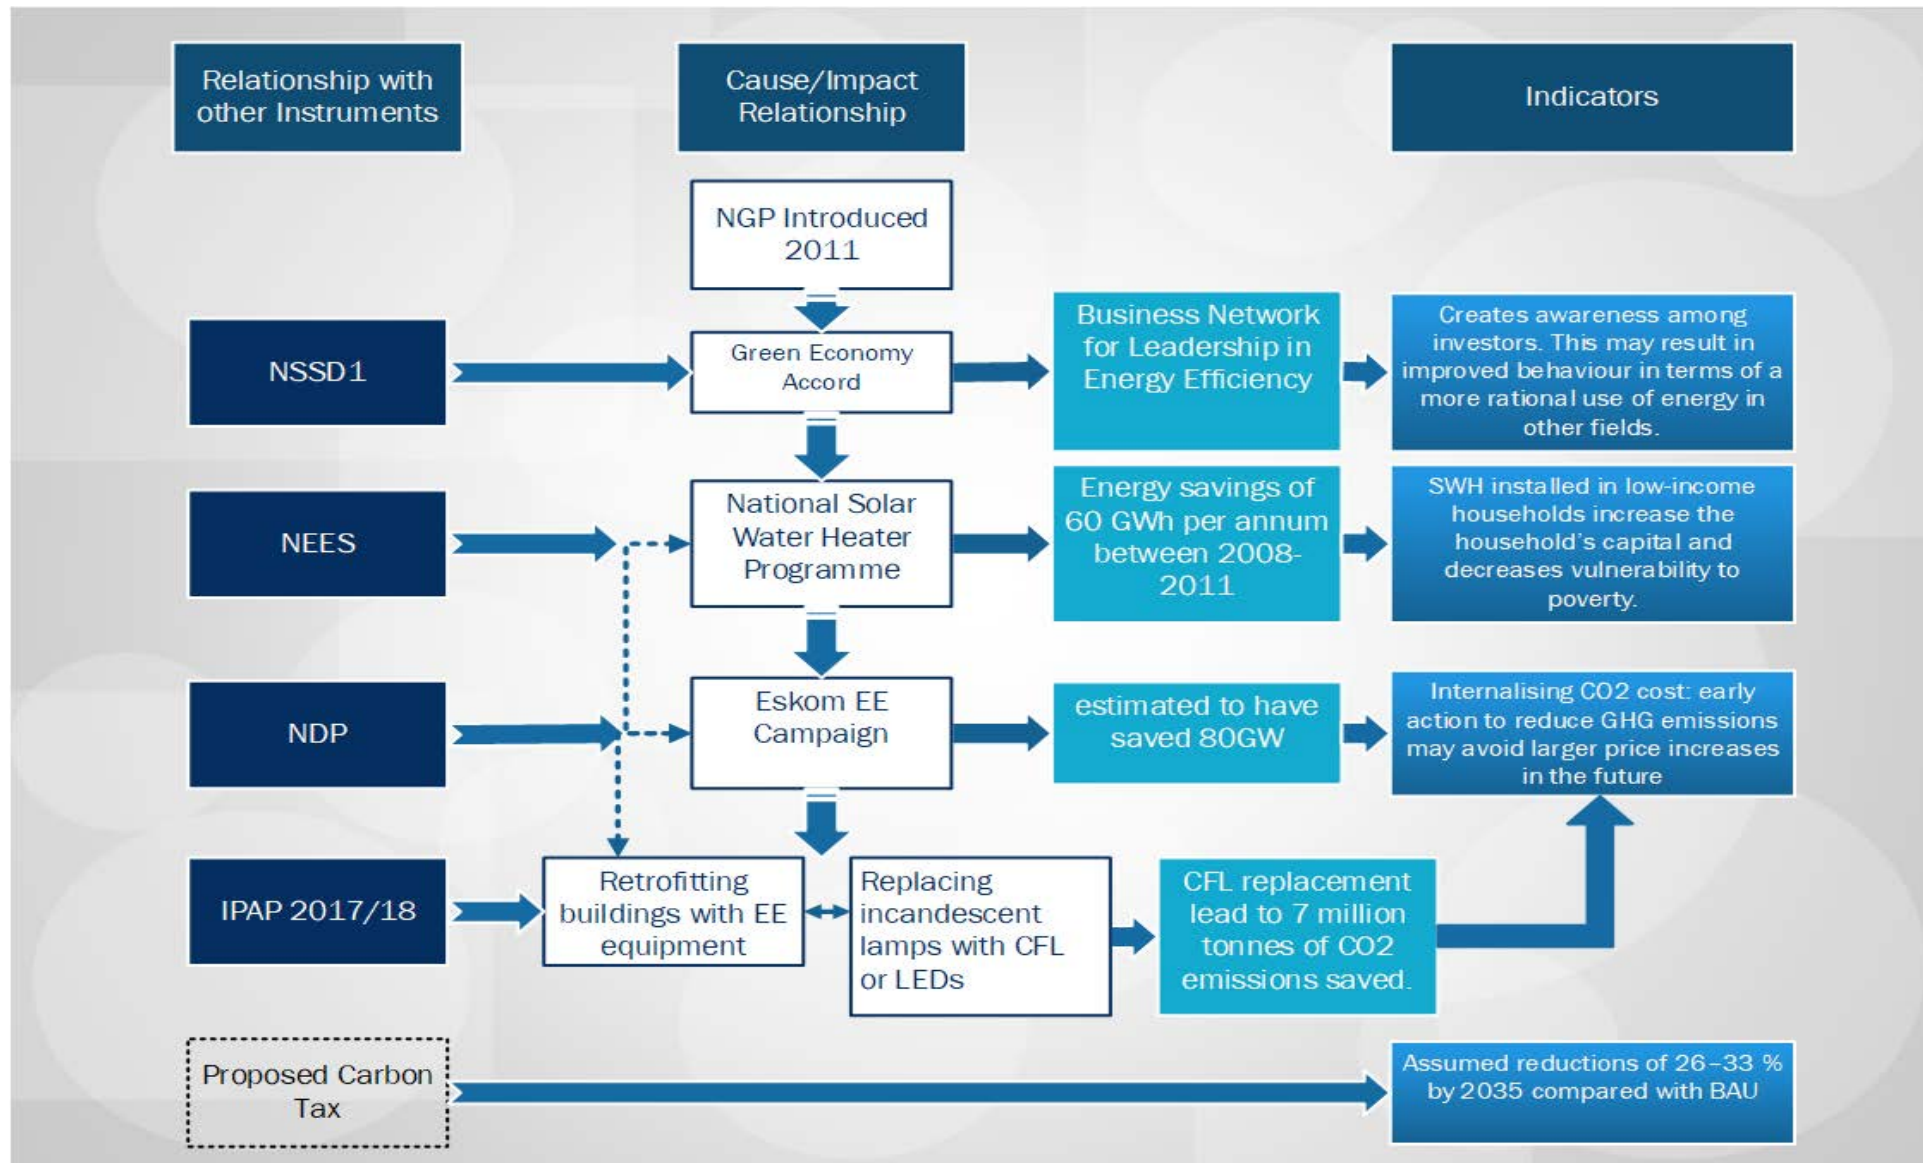 Relationship with
other Instruments
Cause/Impact
Relationship
Indicators
NGP Introduced
2011
NSSD1
Green Economy
Accord
Business Network
for Leadership in
Energy Efficiency
Creates awareness among
investors. This may result in
improved behaviour in terms of a
more rational use of energy in
other fields.
NEES
National Solar
Water Heater
Programme
Energy savings of
60 GWh per annum
between 2008-
2011
SWH installed in low-income
households increase the
household's capital and
decreases vulnerability to
poverty.
NDP
Eskom EE
Campaign
estimated to have
saved 80GW
Internalising CO2 cost: early
action to reduce GHG emissions
may avoid larger price increases
in the future
IPAP 2017/18
Retrofitting
buildings with EE
equipment
Replacing
incandescent
lamps with CFL
or LEDs
CFL replacement
lead to 7 million
tonnes of CO2
emissions saved.
Proposed Carbon
Tax
Assumed reductions of 26–33 %
by 2035 compared with BAU